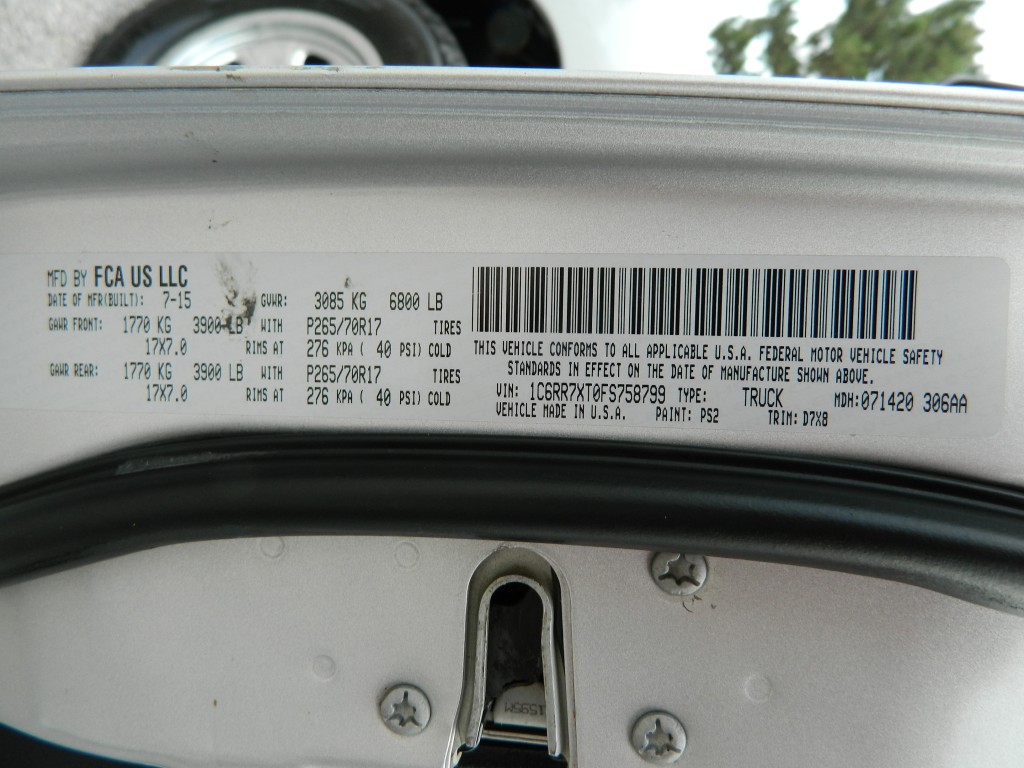 MFD BY FCA US LLC
DATE OF MFR(BUILT): 7-15 GVWR: 3085 KG 6800 LB
GAWR FRONT: 1770 KG 3900 LB WITH P265/70R17 TIRES
17X7.0 RIMS AT 276 KPA ( 40 PSI) COLD
GAWR REAR: 1770 KG 3900 LB WITH P265/70R17 TIRES
17X7.0 RIMS AT 276 KPA ( 40 PSI) COLD
THIS VEHICLE CONFORMS TO ALL APPLICABLE U.S.A. FEDERAL MOTOR VEHICLE SAFETY
STANDARDS IN EFFECT ON THE DATE OF MANUFACTURE SHOWN ABOVE.
VIN: 1C6RR7XT0FS758799 TYPE: TRUCK MDH:071420 306AA
VEHICLE MADE IN U.S.A. PAINT: PS2 TRIM: D7X8